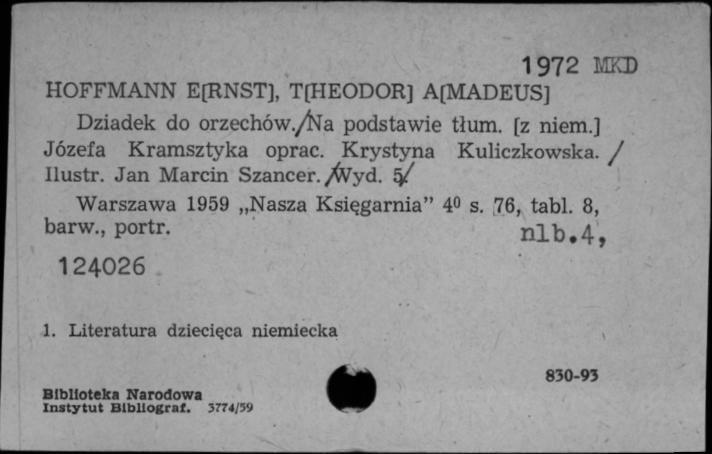 1972 MKD
HOFFMANN E[RNST], T[HEODOR] A[MADEUS]
Dziadek do orzechów./Na podstawie tłum. [z niem.]
Józefa Kramsztyka oprac. Krystyna Kuliczkowska. /
Ilustr. Jan Marcin Szancer./Wyd. 5/
Warszawa 1959 „Nasza Księgarnia” 4⁰ s. 76, tabl. 8,
barw., portr. nlb.4,
124026
1. Literatura dziecięca niemiecka
830-93
Biblioteka Narodowa
Instytut Bibliograf. 3774/59